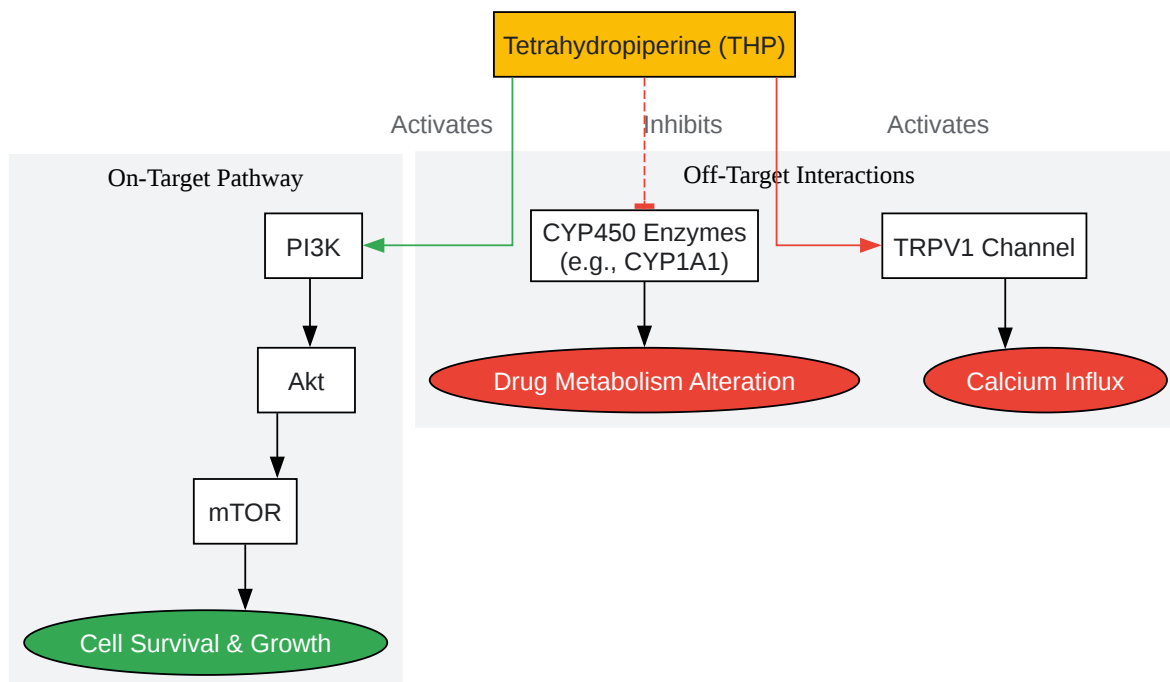 Tetrahydropiperine (THP)
Activates
Inhibits
Activates
On-Target Pathway
Off-Target Interactions
PI3K
CYP450 Enzymes
(e.g., CYP1A1)
TRPV1 Channel
Akt
Drug Metabolism Alteration
Calcium Influx
mTOR
Cell Survival & Growth